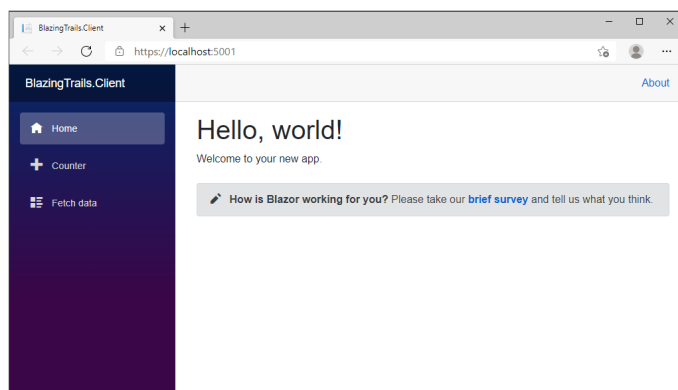 BlazingTrails.Client
https://localhost:5001
BlazingTrails.Client
About
Home
Counter
Fetch data
Hello, world!
Welcome to your new app.
How is Blazor working for you? Please take our brief survey and tell us what you think.